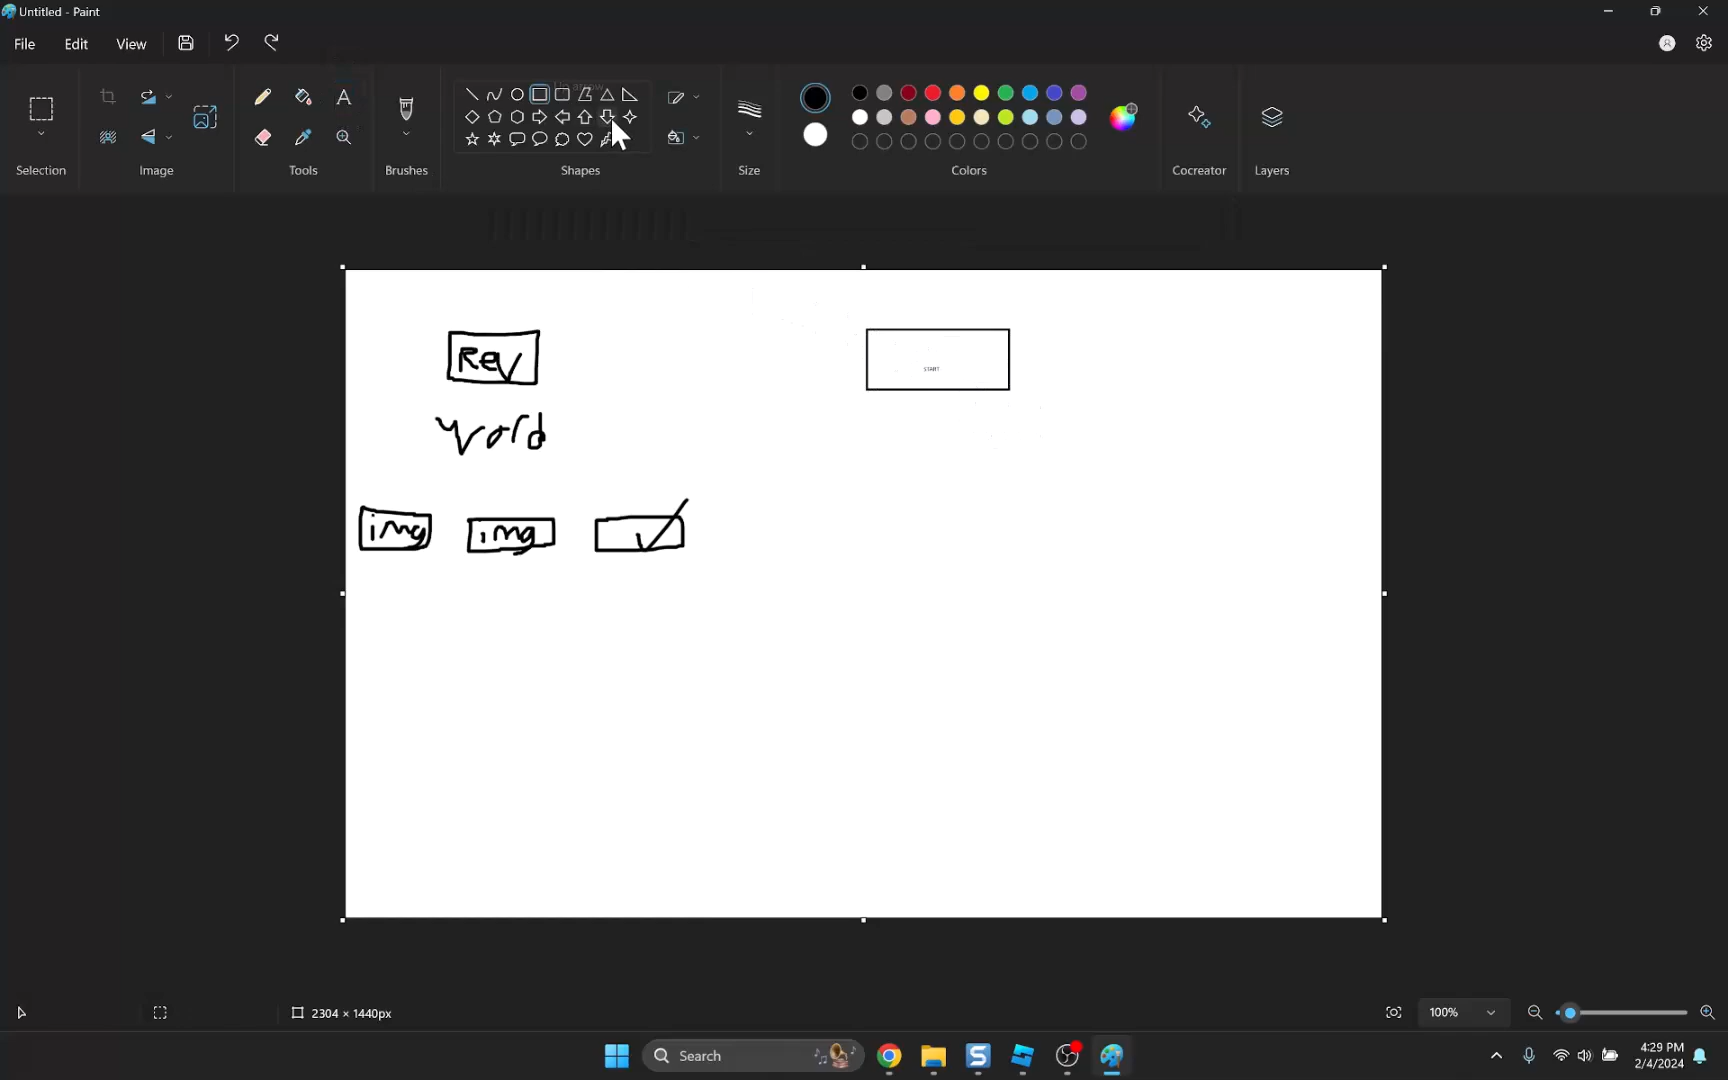 Untitled - Paint
File Edit View
Selection Image Tools Brushes Shapes Size Colors Cocreator Layers
Rev
START
img img
2304 × 1440px
100%
Search
4:29 PM
2/4/2024